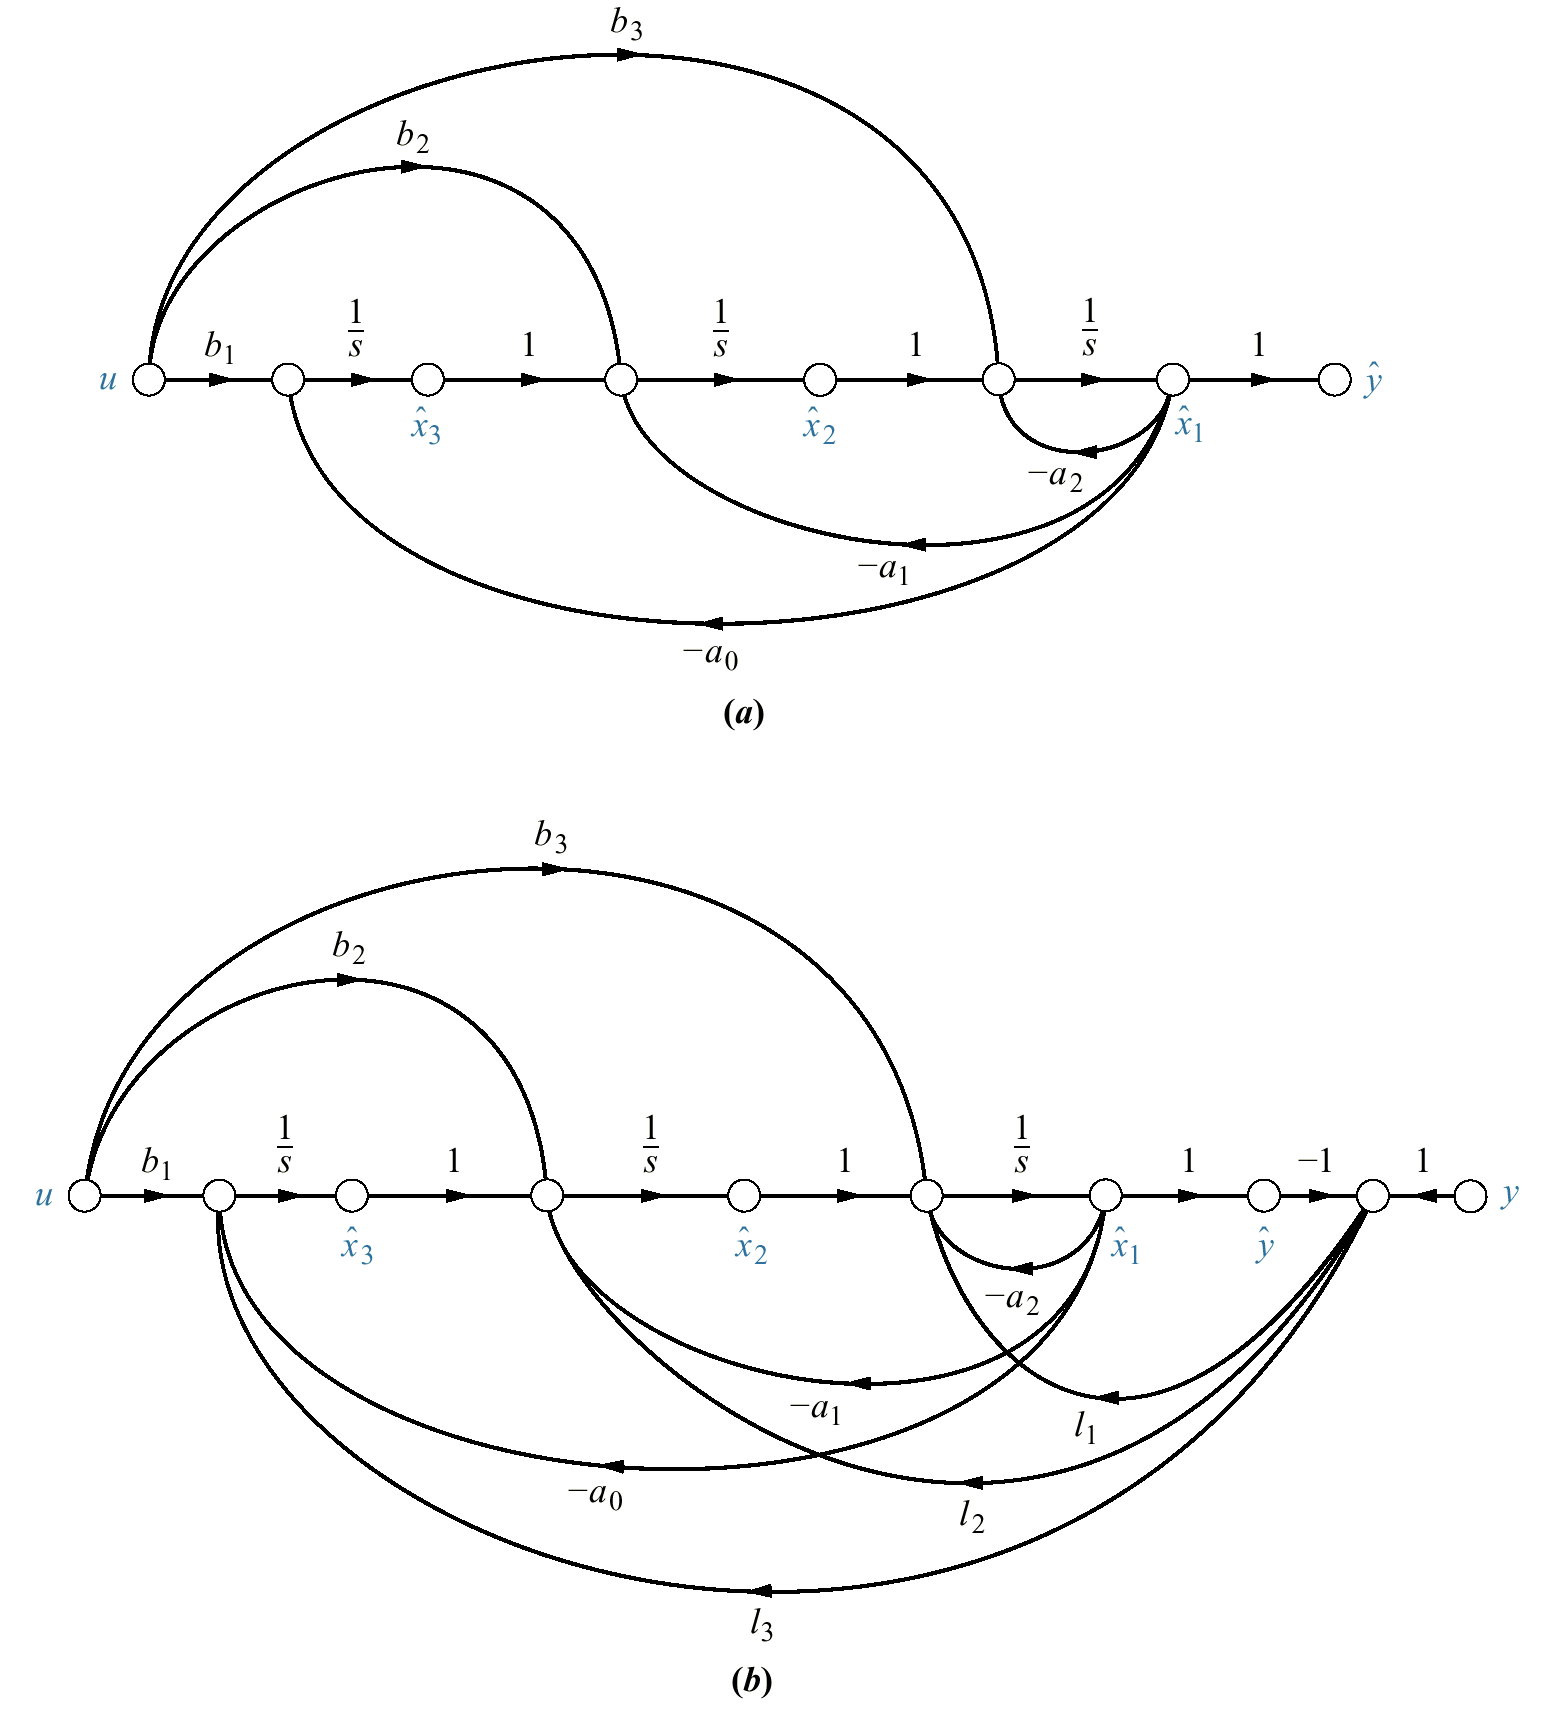 b₃
b₂
b₁ 1/s 1 1/s 1 1/s 1
u x̂₃ x̂₂ x̂₁ ŷ
−a₂
−a₁
−a₀
(a)
b₃
b₂
b₁ 1/s 1 1/s 1 1/s 1 −1 1
u x̂₃ x̂₂ x̂₁ ŷ y
−a₂
−a₁ l₁
−a₀ l₂
l₃
(b)